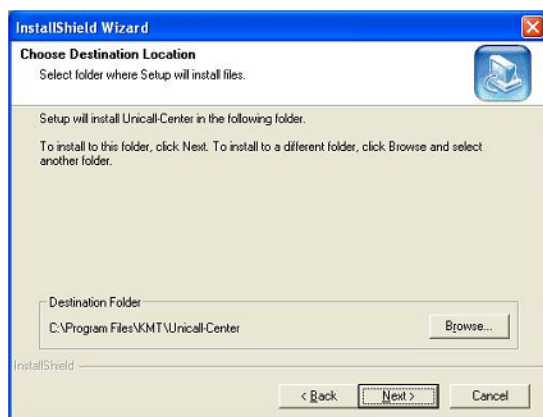 InstallShield Wizard
Choose Destination Location
Select folder where Setup will install files.
Setup will install Unicall-Center in the following folder.
To install to this folder, click Next. To install to a different folder, click Browse and select
another folder.
Destination Folder
C:\Program Files\KMT\Unicall-Center
Browse...
InstallShield
< Back
Next >
Cancel